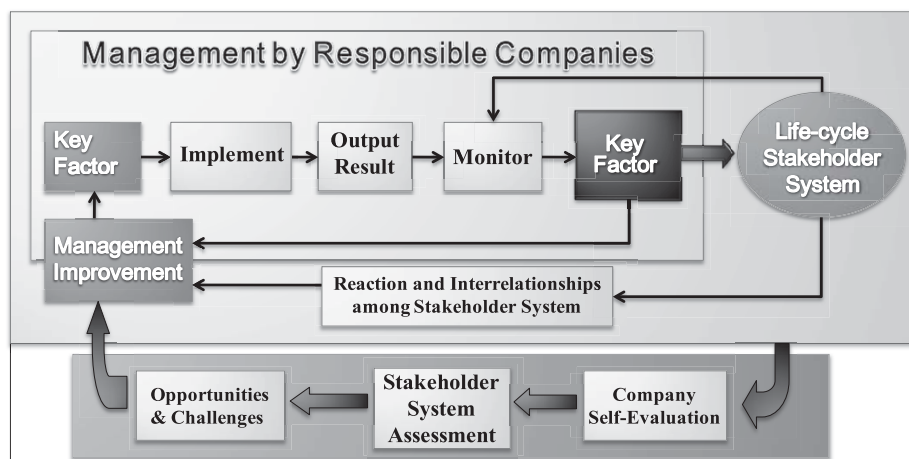 Management by Responsible Companies
Key
Factor
Implement
Output
Result
Monitor
Key
Factor
Life-cycle
Stakeholder
System
Management
Improvement
Reaction and Interrelationships
among Stakeholder System
Opportunities
& Challenges
Stakeholder
System
Assessment
Company
Self-Evaluation